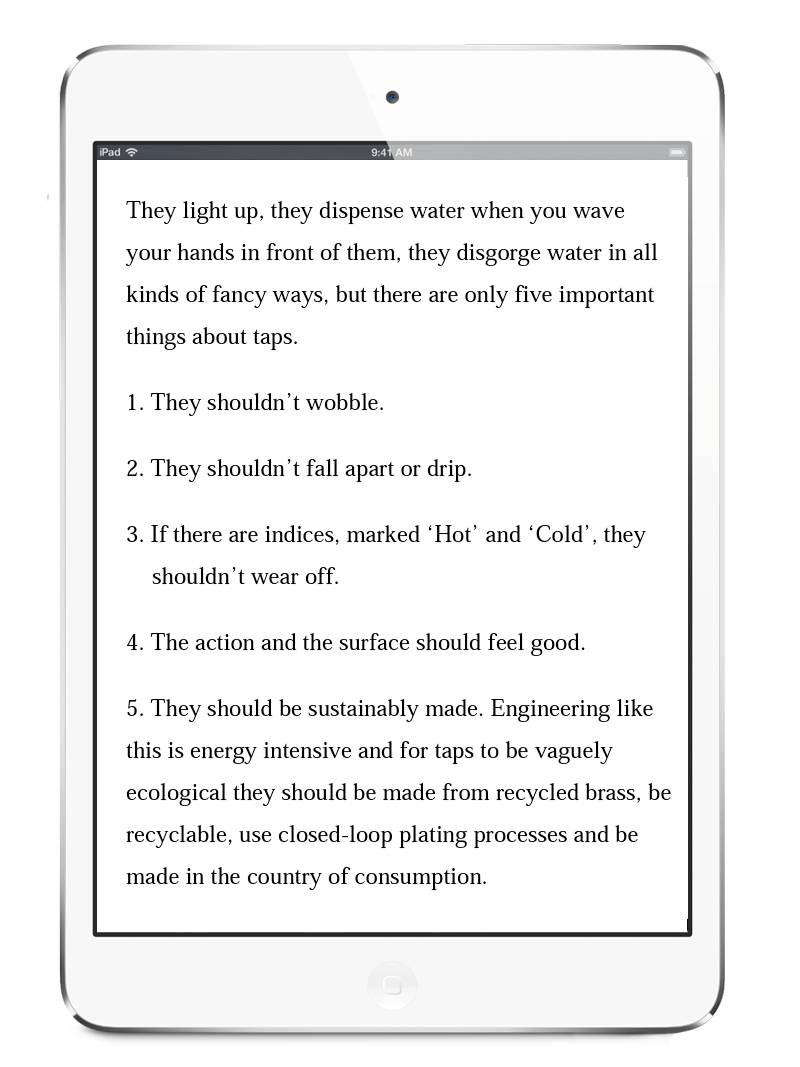 iPad
9:41 AM
They light up, they dispense water when you wave
your hands in front of them, they disgorge water in all
kinds of fancy ways, but there are only five important
things about taps.
1. They shouldn’t wobble.
2. They shouldn’t fall apart or drip.
3. If there are indices, marked ‘Hot’ and ‘Cold’, they
shouldn’t wear off.
4. The action and the surface should feel good.
5. They should be sustainably made. Engineering like
this is energy intensive and for taps to be vaguely
ecological they should be made from recycled brass, be
recyclable, use closed-loop plating processes and be
made in the country of consumption.